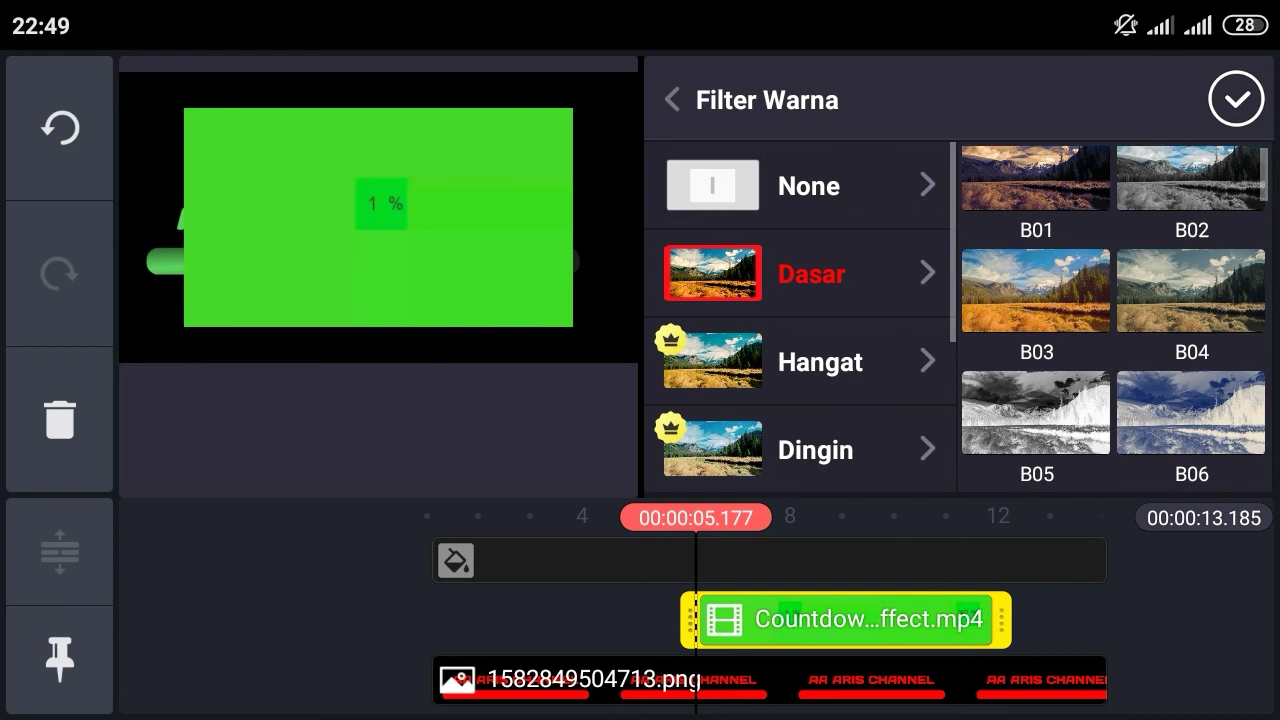 22:49
28
Filter Warna
None
Dasar
Hangat
Dingin
B01
B02
B03
B04
B05
B06
1 %
4
00:00:05.177
8
12
00:00:13.185
Countdow...ffect.mp4
1582849504713.png
CHANNEL
AA ARIS CHANNEL
AA ARIS CHANNEL